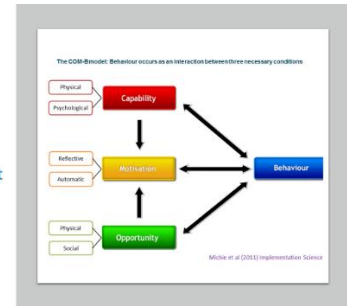 The COM-B model: Behaviour occurs as an interaction between three necessary conditions
Physical
Psychological
Capability
Reflective
Automatic
Motivation
Behaviour
Physical
Social
Opportunity
Michie et al (2011) Implementation Science
t